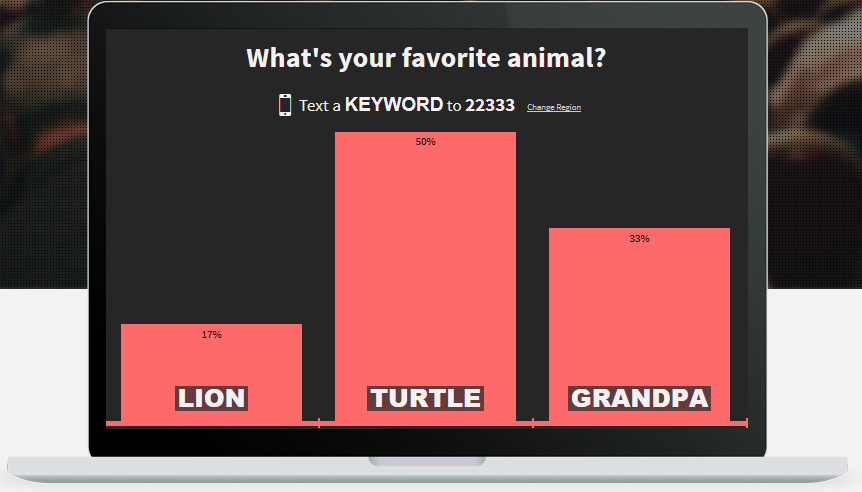 What's your favorite animal?
Text a KEYWORD to 22333 Change Region
50%
33%
17%
LION TURTLE GRANDPA